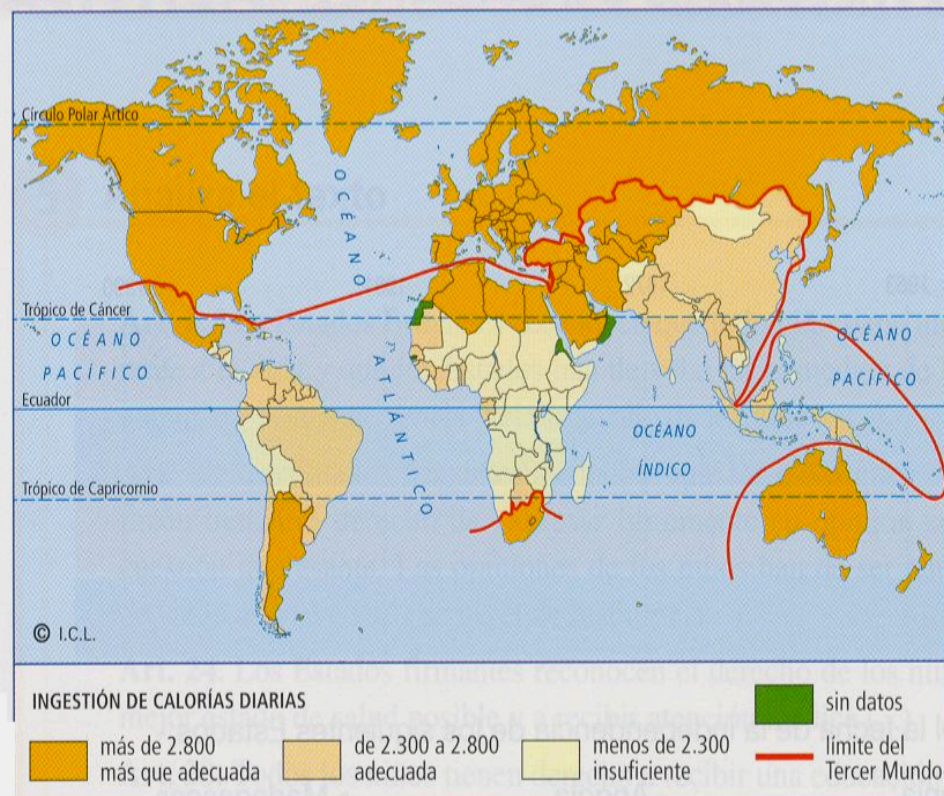 Círculo Polar Ártico
OCÉANO
ATLÁNTICO
Trópico de Cáncer
OCÉANO
PACÍFICO
OCÉANO
PACÍFICO
Ecuador
OCÉANO
ÍNDICO
Trópico de Capricornio
© I.C.L.
INGESTIÓN DE CALORÍAS DIARIAS
más de 2.800
más que adecuada
de 2.300 a 2.800
adecuada
menos de 2.300
insuficiente
sin datos
límite del
Tercer Mundo